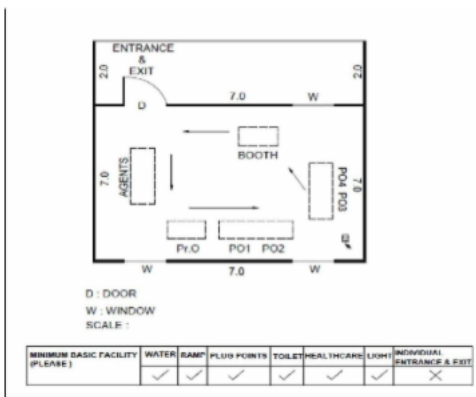 ENTRANCE
&
EXIT
2.0
2.0
D
7.0
W
BOOTH
7.0
AGENTS
PO4 PO3
7.0
Pr.O
PO1 PO2
W
7.0
W
D : DOOR
W : WINDOW
SCALE :
MINIMUM BASIC FACILITY WATER RAMP PLUG POINTS TOILET HEALTHCARE LIGHT INDIVIDUAL
(PLEASE ) ENTRANCE & EXIT